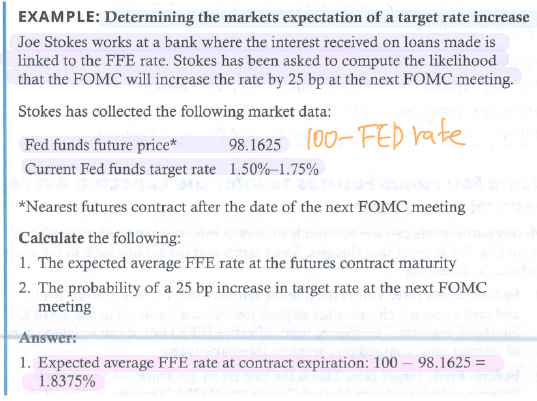 EXAMPLE: Determining the markets expectation of a target rate increase
Joe Stokes works at a bank where the interest received on loans made is
linked to the FFE rate. Stokes has been asked to compute the likelihood
that the FOMC will increase the rate by 25 bp at the next FOMC meeting.
Stokes has collected the following market data:
Fed funds future price* 98.1625 100-FED rate
Current Fed funds target rate 1.50%–1.75%
*Nearest futures contract after the date of the next FOMC meeting
Calculate the following:
1. The expected average FFE rate at the futures contract maturity
2. The probability of a 25 bp increase in target rate at the next FOMC
meeting
Answer:
1. Expected average FFE rate at contract expiration: 100 − 98.1625 =
1.8375%